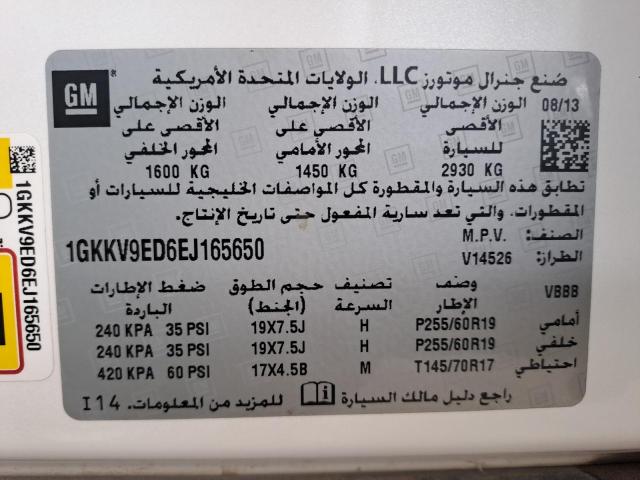 GM
صنع جنرال موتورز LLC. الولايات المتحدة الأمريكية
08/13 الوزن الإجمالي الوزن الإجمالي الوزن الإجمالي
الأقصى الأقصى على الأقصى على
للسيارة المحور الأمامي المحور الخلفي
2930 KG 1450 KG 1600 KG
تطابق هذه السيارة والمقطورة كل المواصفات الخليجية للسيارات أو
المقطورات. والتي تعد سارية المفعول حتى تاريخ الإنتاج.
الصنف: M.P.V.
1GKKV9ED6EJ165650
الطراز: V14526
VBBB وصف تصنيف حجم الطوق ضغط الإطارات
الإطار السرعة (الجنط) الباردة
أمامي P255/60R19 H 19X7.5J 240 KPA 35 PSI
خلفي P255/60R19 H 19X7.5J 240 KPA 35 PSI
احتياطي T145/70R17 M 17X4.5B 420 KPA 60 PSI
راجع دليل مالك السيارة للمزيد من المعلومات. I14
1GKKV9ED6EJ165650